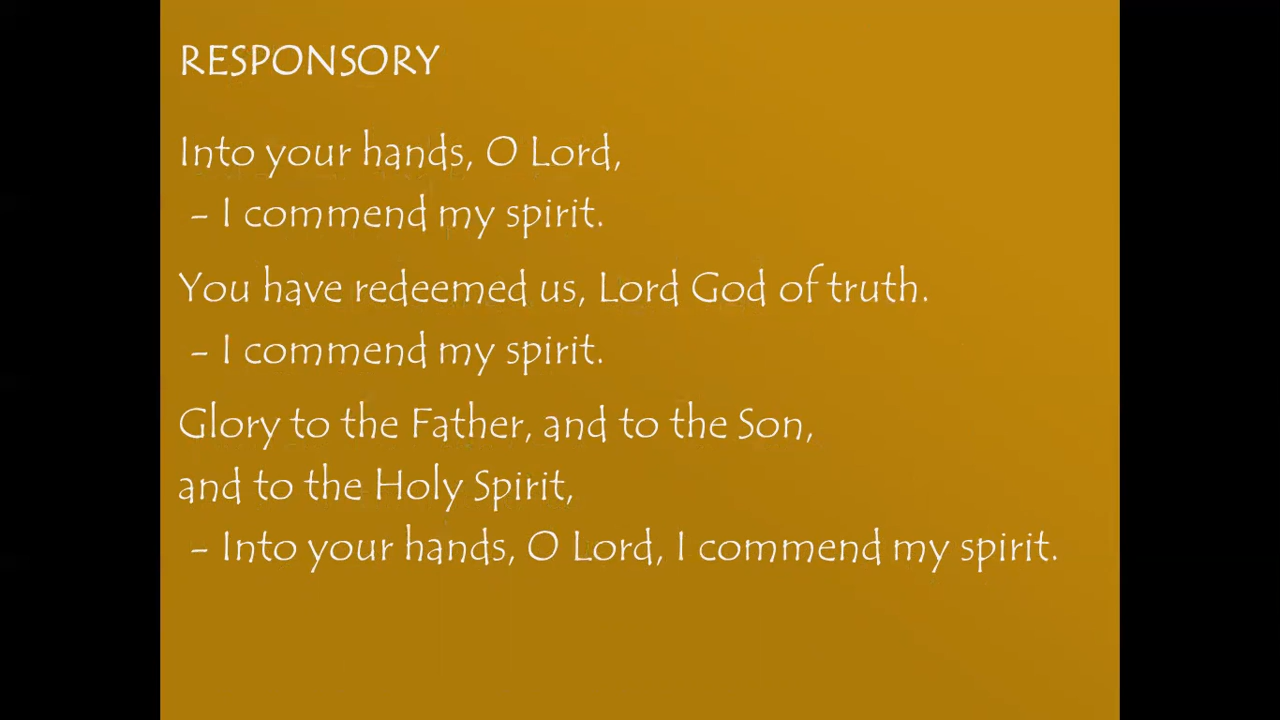 RESPONSORY
Into your hands, O Lord,
– I commend my spirit.
You have redeemed us, Lord God of truth.
– I commend my spirit.
Glory to the Father, and to the Son,
and to the Holy Spirit,
– Into your hands, O Lord, I commend my spirit.